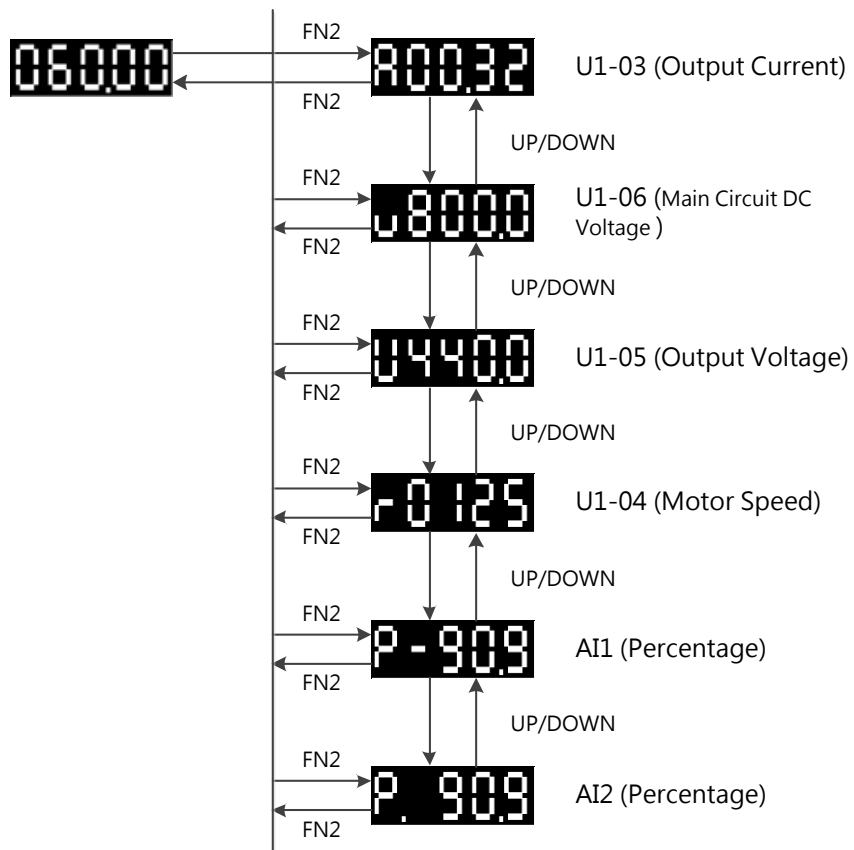 FN2
060.00
A00.32
U1-03 (Output Current)
FN2
UP/DOWN
FN2
u800.0
U1-06 (Main Circuit DC
Voltage )
FN2
UP/DOWN
FN2
U440.0
U1-05 (Output Voltage)
FN2
UP/DOWN
FN2
r0125
U1-04 (Motor Speed)
FN2
UP/DOWN
FN2
P-90.9
AI1 (Percentage)
FN2
UP/DOWN
FN2
P. 90.9
AI2 (Percentage)
FN2